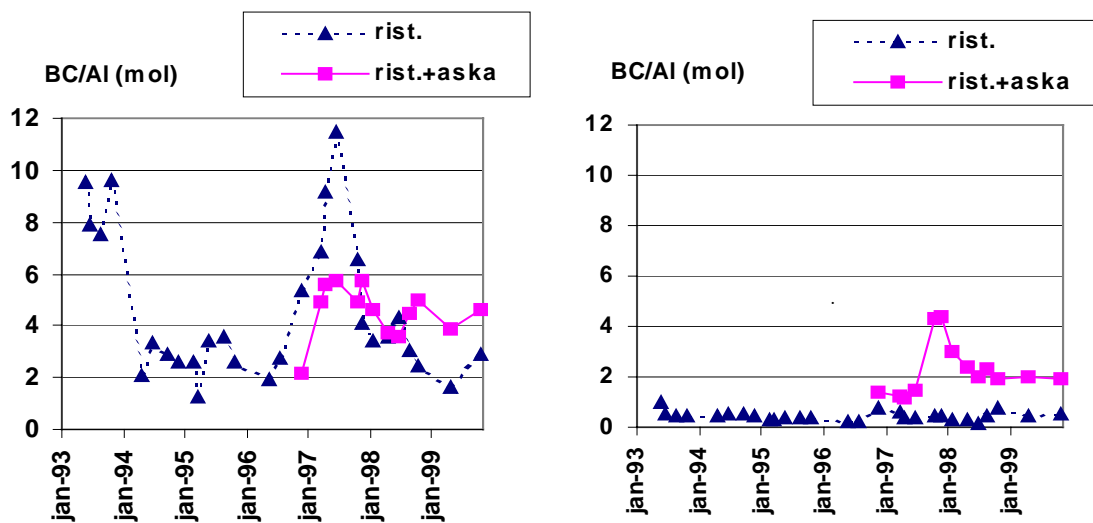 rist.
rist.+aska
BC/Al (mol)
12
10
8
6
4
2
0
jan-93
jan-94
jan-95
jan-96
jan-97
jan-98
jan-99
rist.
rist.+aska
BC/Al (mol)
12
10
8
6
4
2
0
jan-93
jan-94
jan-95
jan-96
jan-97
jan-98
jan-99